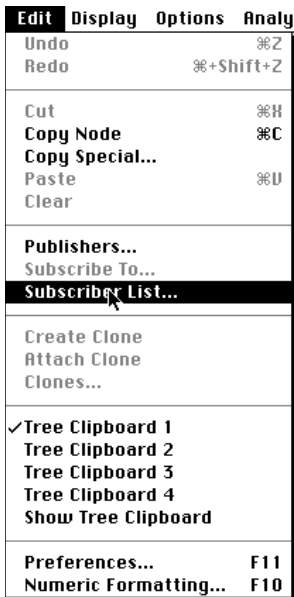 Edit Display Options Analy
Undo ⌘Z
Redo ⌘+Shift+Z
Cut ⌘X
Copy Node ⌘C
Copy Special...
Paste ⌘V
Clear
Publishers...
Subscribe To...
Subscriber List...
Create Clone
Attach Clone
Clones...
✓Tree Clipboard 1
Tree Clipboard 2
Tree Clipboard 3
Tree Clipboard 4
Show Tree Clipboard
Preferences... F11
Numeric Formatting... F10